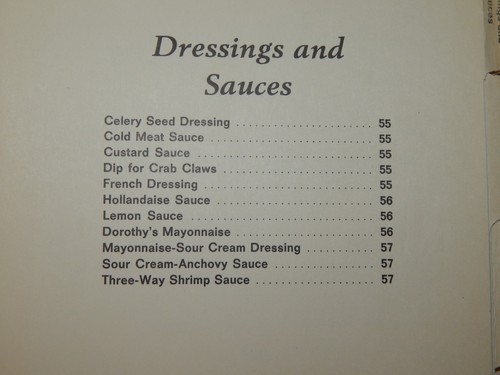 Dressings and
Sauces
Celery Seed Dressing ........................ 55
Cold Meat Sauce ............................. 55
Custard Sauce ............................... 55
Dip for Crab Claws .......................... 55
French Dressing ............................. 55
Hollandaise Sauce ........................... 56
Lemon Sauce ................................. 56
Dorothy's Mayonnaise ........................ 56
Mayonnaise-Sour Cream Dressing .......... 57
Sour Cream-Anchovy Sauce ................. 57
Three-Way Shrimp Sauce ..................... 57